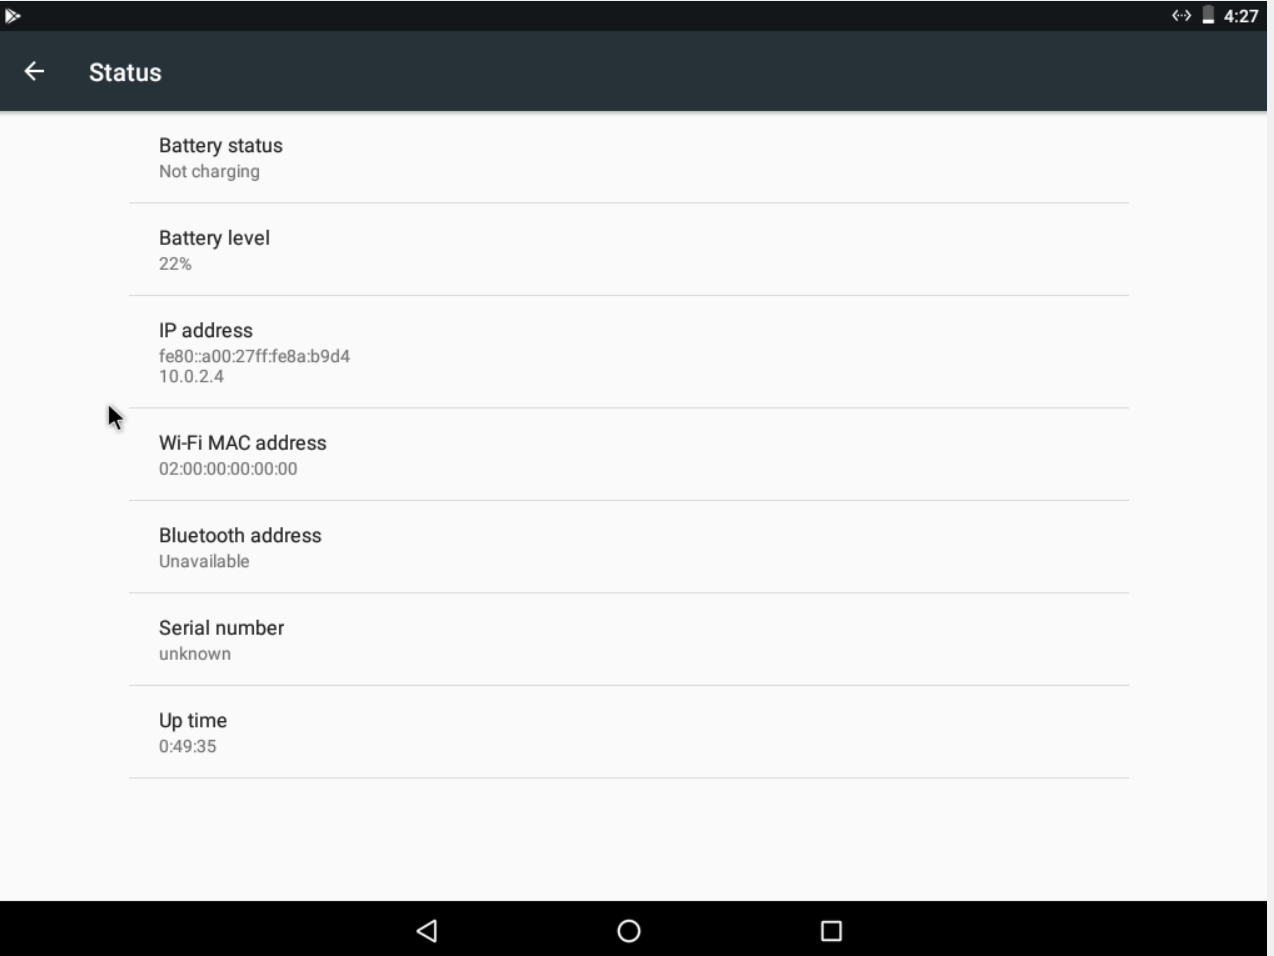 4:27
Status
Battery status
Not charging
Battery level
22%
IP address
fe80::a00:27ff:fe8a:b9d4
10.0.2.4
Wi-Fi MAC address
02:00:00:00:00:00
Bluetooth address
Unavailable
Serial number
unknown
Up time
0:49:35